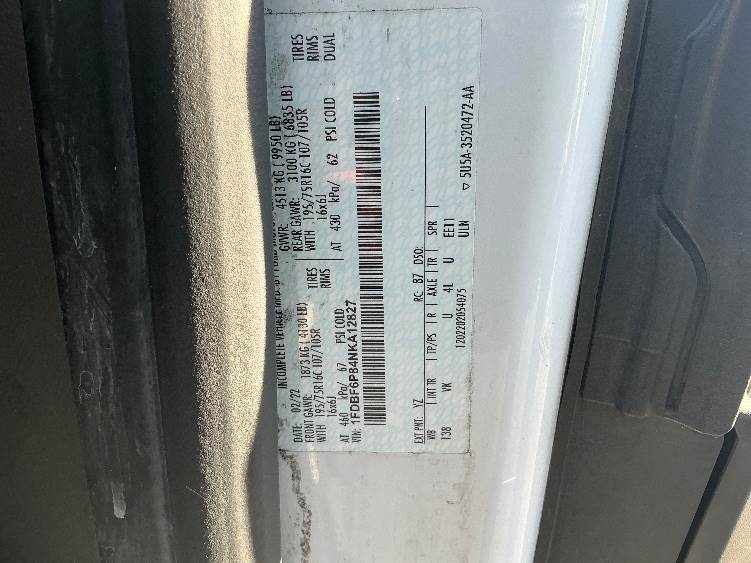 INCOMPLETE VEHICLE MFD. BY FORD MOTOR
DATE: 02/22 GVWR: 4513 KG ( 9950 LB)
FRONT GAWR: 1873 KG ( 4130 LB) REAR GAWR: 3100 KG ( 6835 LB)
WITH 195/75R16C 107/105R TIRES WITH 195/75R16C 107/105R TIRES
16x6J RIMS 16x6J RIMS
AT 460 kPa/ 67 PSI COLD AT 430 kPa/ 62 PSI COLD DUAL
VIN: 1FDBF6P84NKA12827
EXT PNT: YZ RC: B7 DSO:
WB INT TR TP/PS R AXLE TR SPR
138 VK U 4L U EE11
ULN
1202202054075
▽ 5U5A-3520472-AA